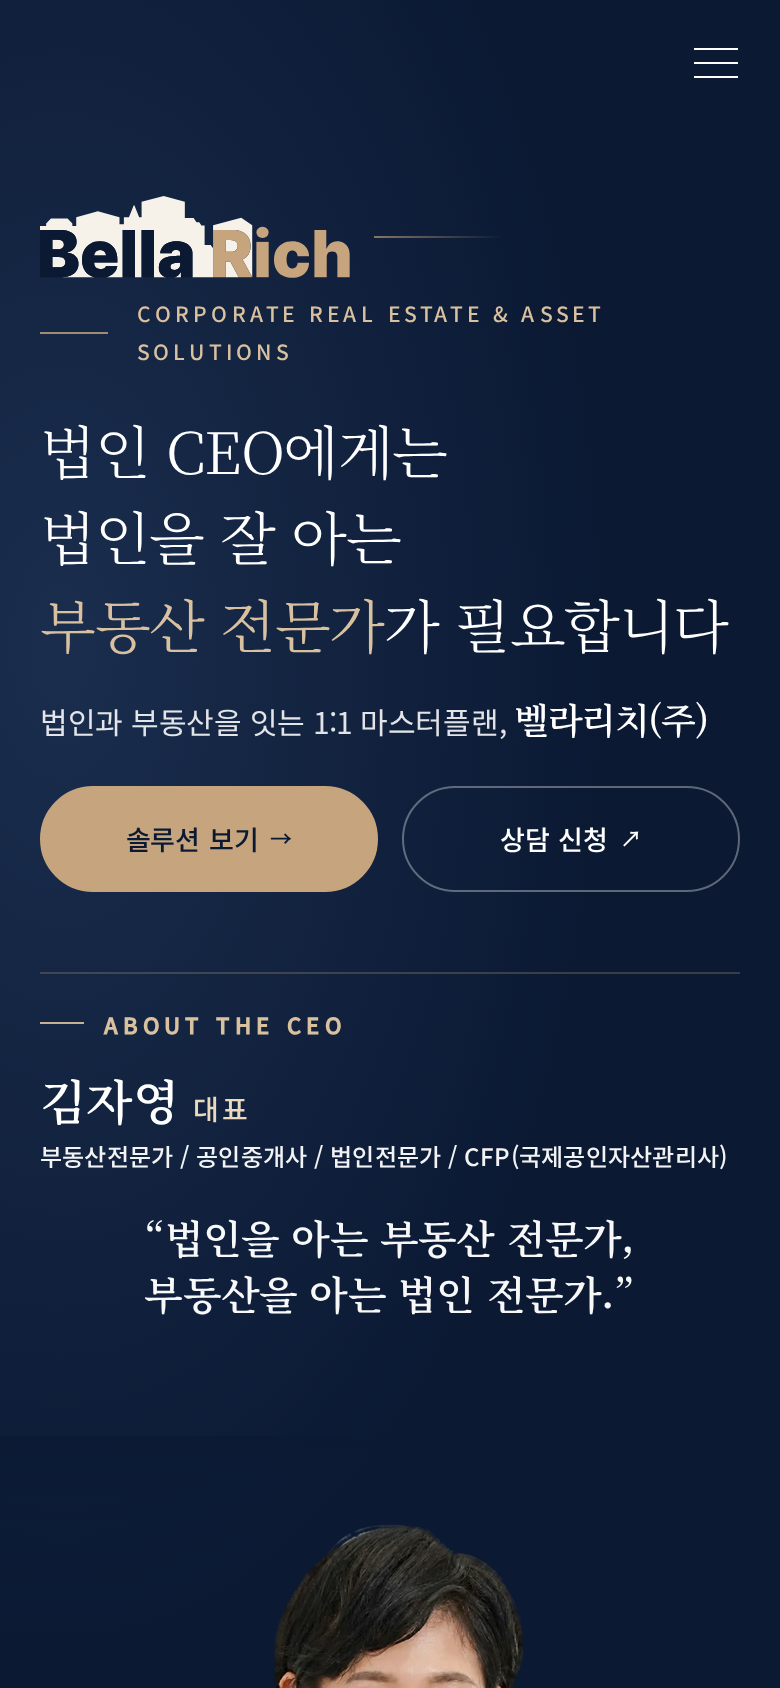 Bella Rich
CORPORATE REAL ESTATE & ASSET
SOLUTIONS
법인 CEO에게는
법인을 잘 아는
부동산 전문가가 필요합니다
법인과 부동산을 잇는 1:1 마스터플랜, 벨라리치(주)
솔루션 보기 →
상담 신청 ↗
ABOUT THE CEO
김자영 대표
부동산전문가 / 공인중개사 / 법인전문가 / CFP(국제공인자산관리사)
“법인을 아는 부동산 전문가,
부동산을 아는 법인 전문가.”